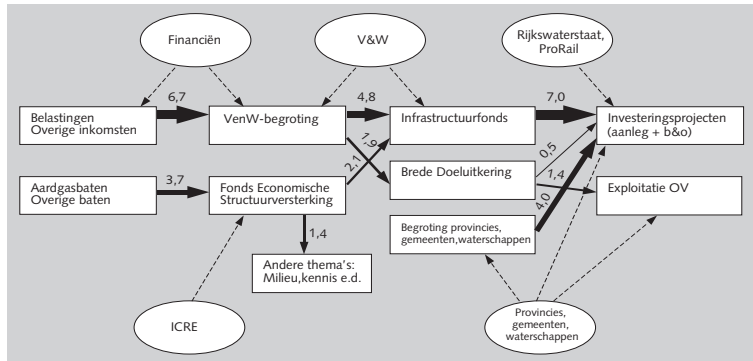 Financiën
V&W
Rijkswaterstaat,
ProRail
6,7
4,8
7,0
Belastingen
Overige inkomsten
VenW-begroting
Infrastructuurfonds
Investeringsprojecten
(aanleg + b&o)
1,9
2,1
0,5
1,4
4,0
Brede Doeluitkering
Aardgasbaten
Overige baten
3,7
Fonds Economische
Structuurversterking
Exploitatie OV
Begroting provincies,
gemeenten,waterschappen
1,4
Andere thema's:
Milieu,kennis e.d.
ICRE
Provincies,
gemeenten,
waterschappen